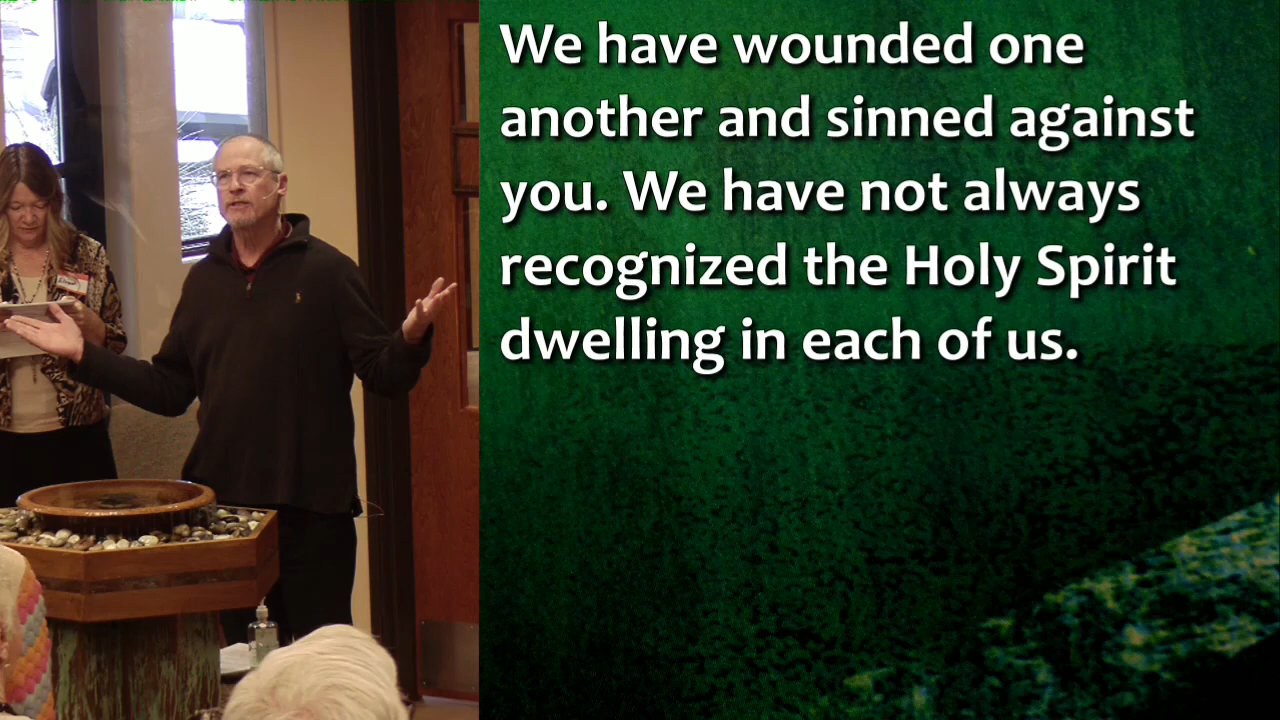 We have wounded one
another and sinned against
you. We have not always
recognized the Holy Spirit
dwelling in each of us.